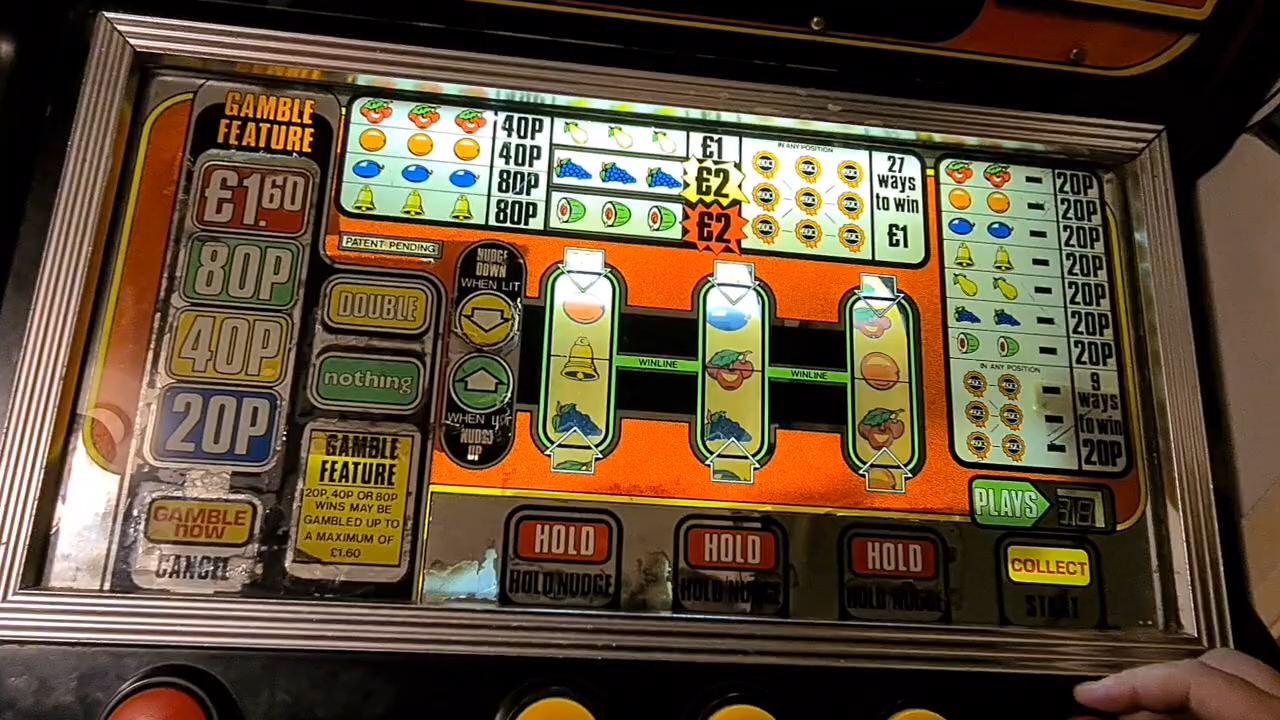 GAMBLE
FEATURE
£1.60
80P
40P
20P
GAMBLE
NOW
CANCEL
PATENT PENDING
DOUBLE
nothing
GAMBLE
FEATURE
20P, 40P OR 80P
WINS MAY BE
GAMBLED UP TO
A MAXIMUM OF
£1.60
NUDGE
DOWN
WHEN LIT
WHEN LIT
NUDGE
UP
40P
40P
80P
80P
£1
£2
£2
IN ANY POSITION
27
ways
to win
£1
WINLINE
WINLINE
20P
20P
20P
20P
20P
20P
20P
IN ANY POSITION
9
ways
to win
20P
PLAYS
HOLD
HOLD/NUDGE
HOLD
HOLD/NUDGE
HOLD
HOLD/NUDGE
COLLECT
START